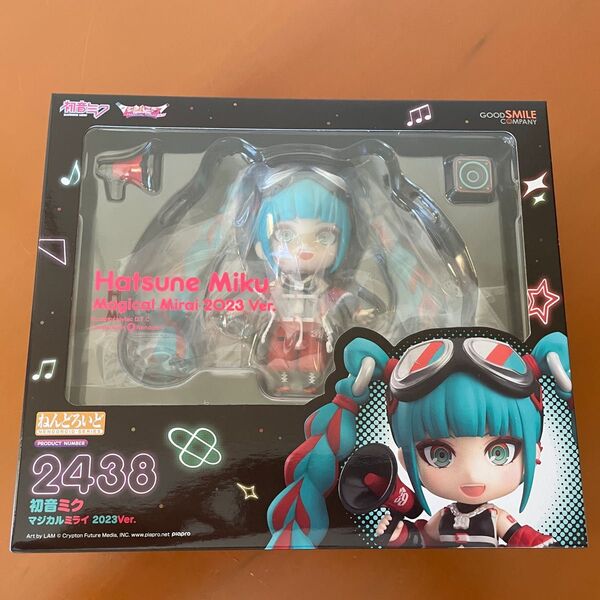 初音ミク
GOOD SMILE
COMPANY
Hatsune Miku
Magical Mirai 2023 Ver.
ねんどろいど
NENDOROID SERIES
PRODUCT NUMBER
2438
初音ミク
マジカルミライ 2023Ver.
Art by LAM © Crypton Future Media, INC. www.piapro.net piapro